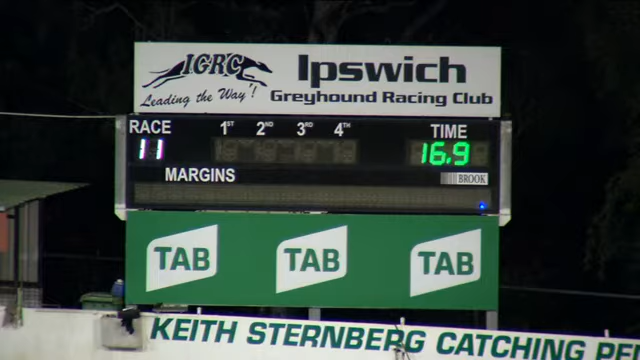 IGRC
Leading the Way!
Ipswich
Greyhound Racing Club
RACE 1ST 2ND 3RD 4TH TIME
11 16.9
MARGINS
BROOK
TAB TAB TAB
KEITH STERNBERG CATCHING PE